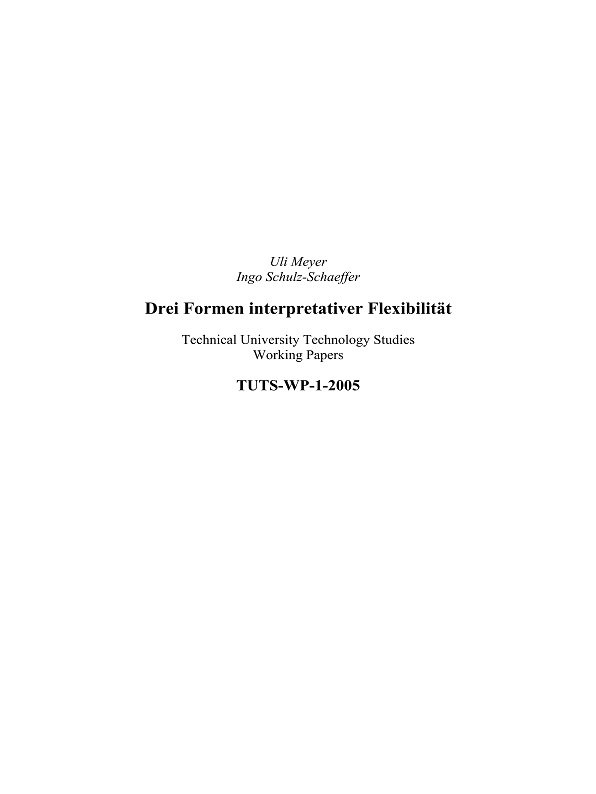 Uli Meyer
Ingo Schulz-Schaeffer
Drei Formen interpretativer Flexibilität
Technical University Technology Studies
Working Papers
TUTS-WP-1-2005